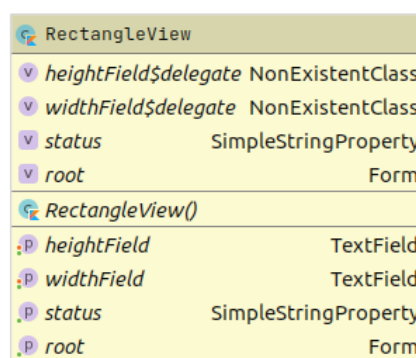 RectangleView
heightField$delegate NonExistentClass
widthField$delegate NonExistentClass
status SimpleStringProperty
root Form
RectangleView()
heightField TextField
widthField TextField
status SimpleStringProperty
root Form